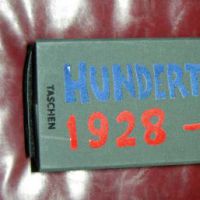 TASCHEN
HUNDERT
1928 -